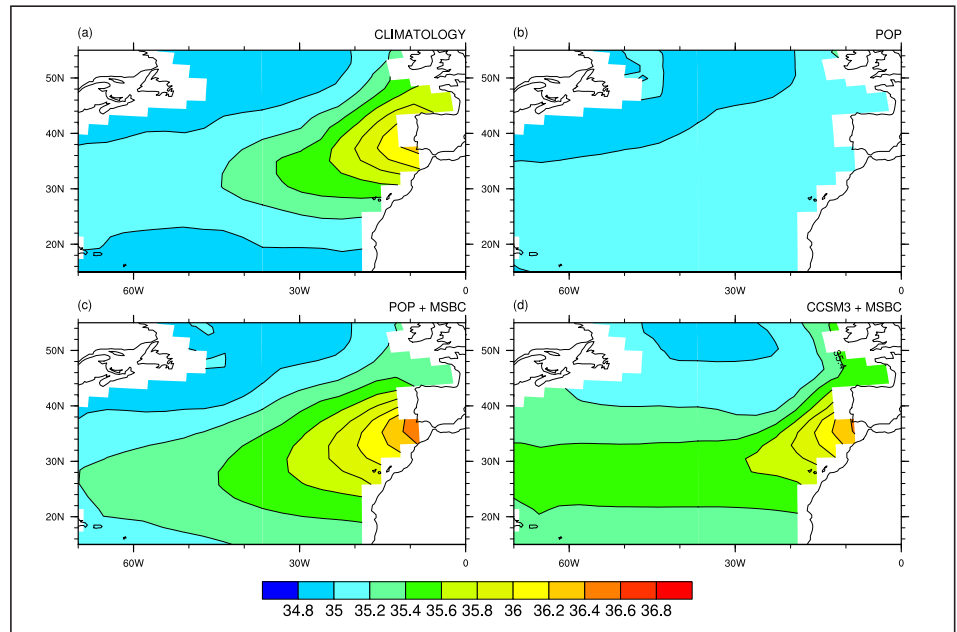 (a) CLIMATOLOGY
(b) POP
50N
40N
30N
20N
60W 30W 0
50N
40N
30N
20N
60W 30W 0
(c) POP + MSBC
(d) CCSM3 + MSBC
50N
40N
30N
20N
60W 30W 0
50N
40N
30N
20N
60W 30W 0
35.4
34.8 35 35.2 35.4 35.6 35.8 36 36.2 36.4 36.6 36.8